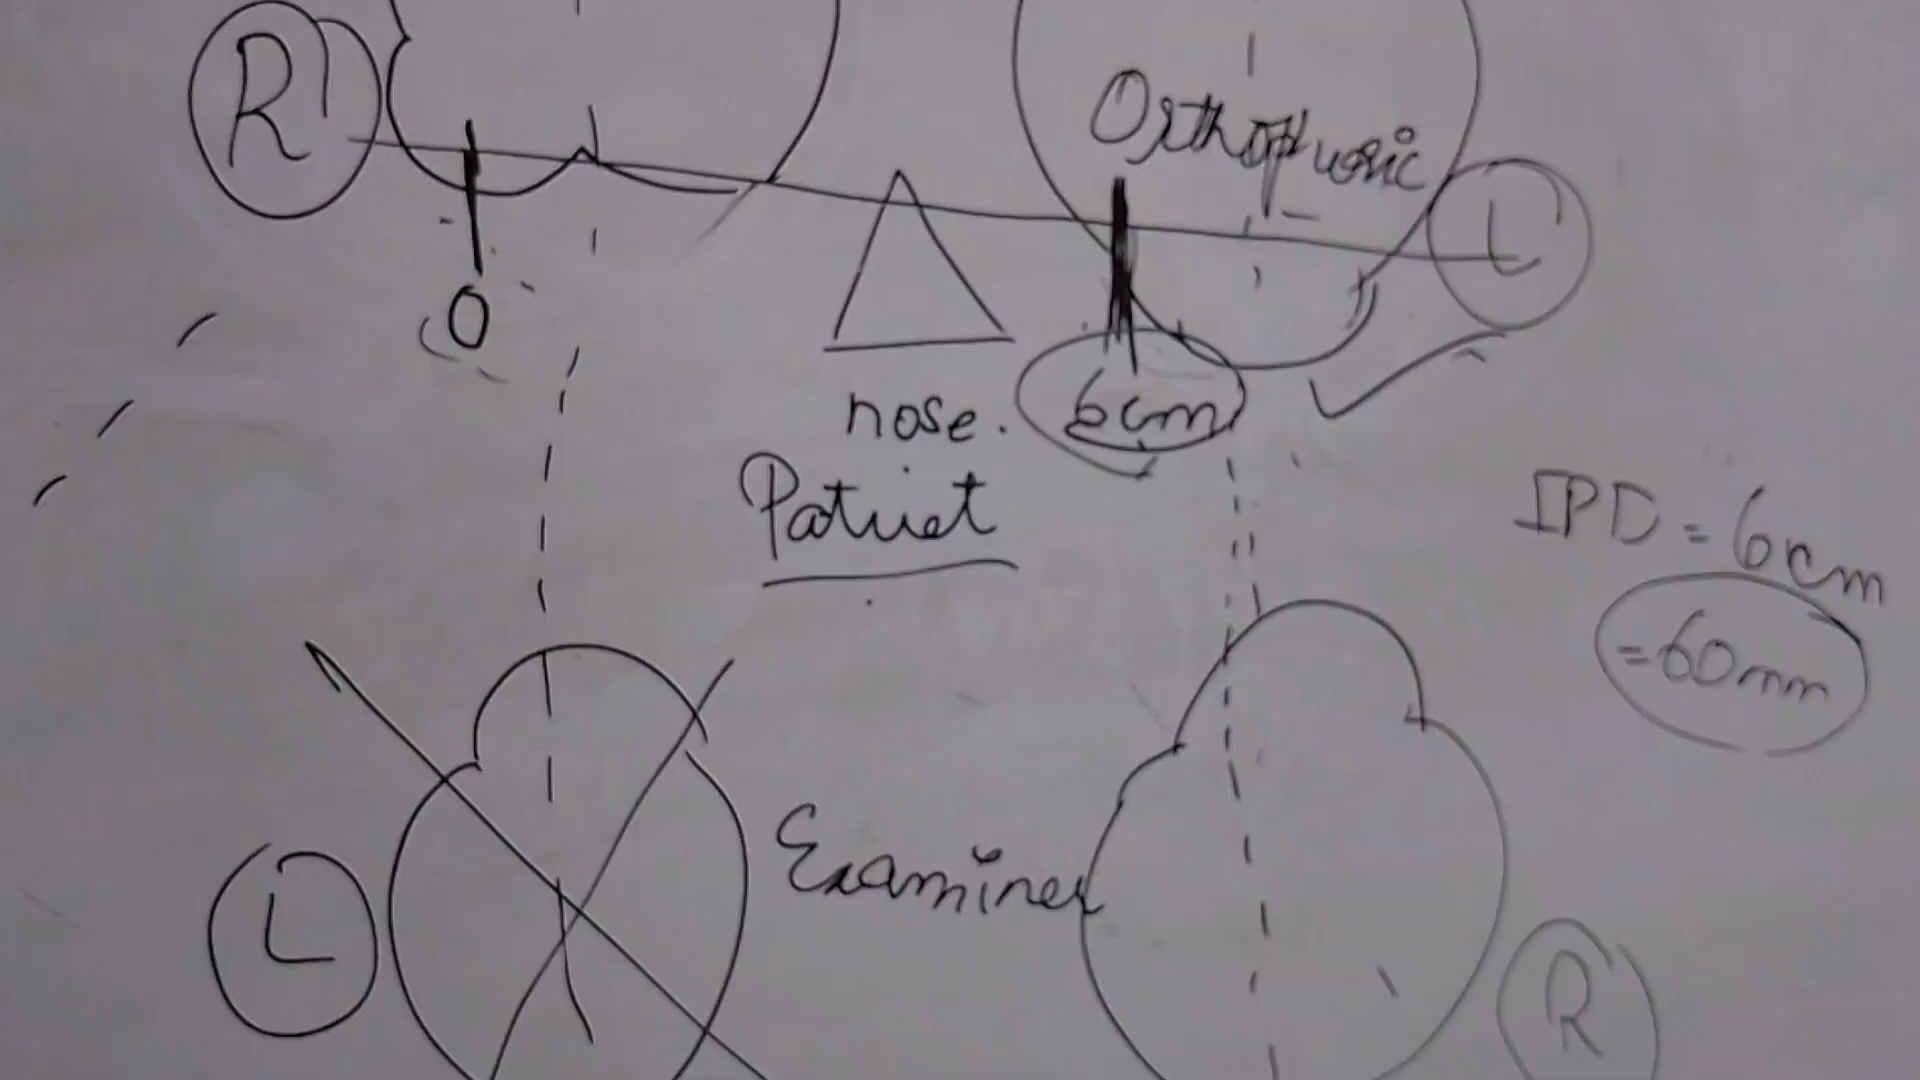 R
Orthophoric
L
0
nose.
6cm
Patient
IPD = 6cm
= 60mm
Examiner
L
R